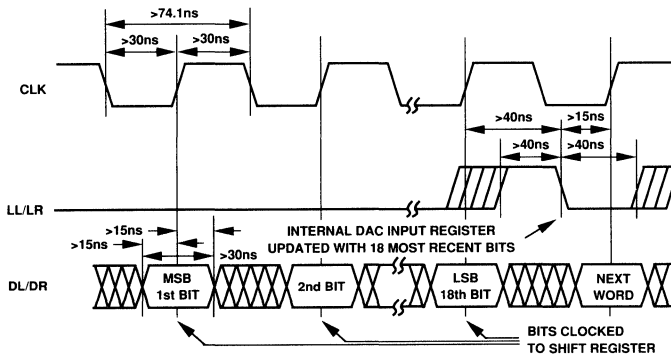 >74.1ns
>30ns >30ns
CLK
>40ns >15ns
>40ns >40ns
LL/LR
>15ns
>15ns
>30ns
INTERNAL DAC INPUT REGISTER
UPDATED WITH 18 MOST RECENT BITS
DL/DR
MSB
1st BIT
2nd BIT
LSB
18th BIT
NEXT
WORD
BITS CLOCKED
TO SHIFT REGISTER